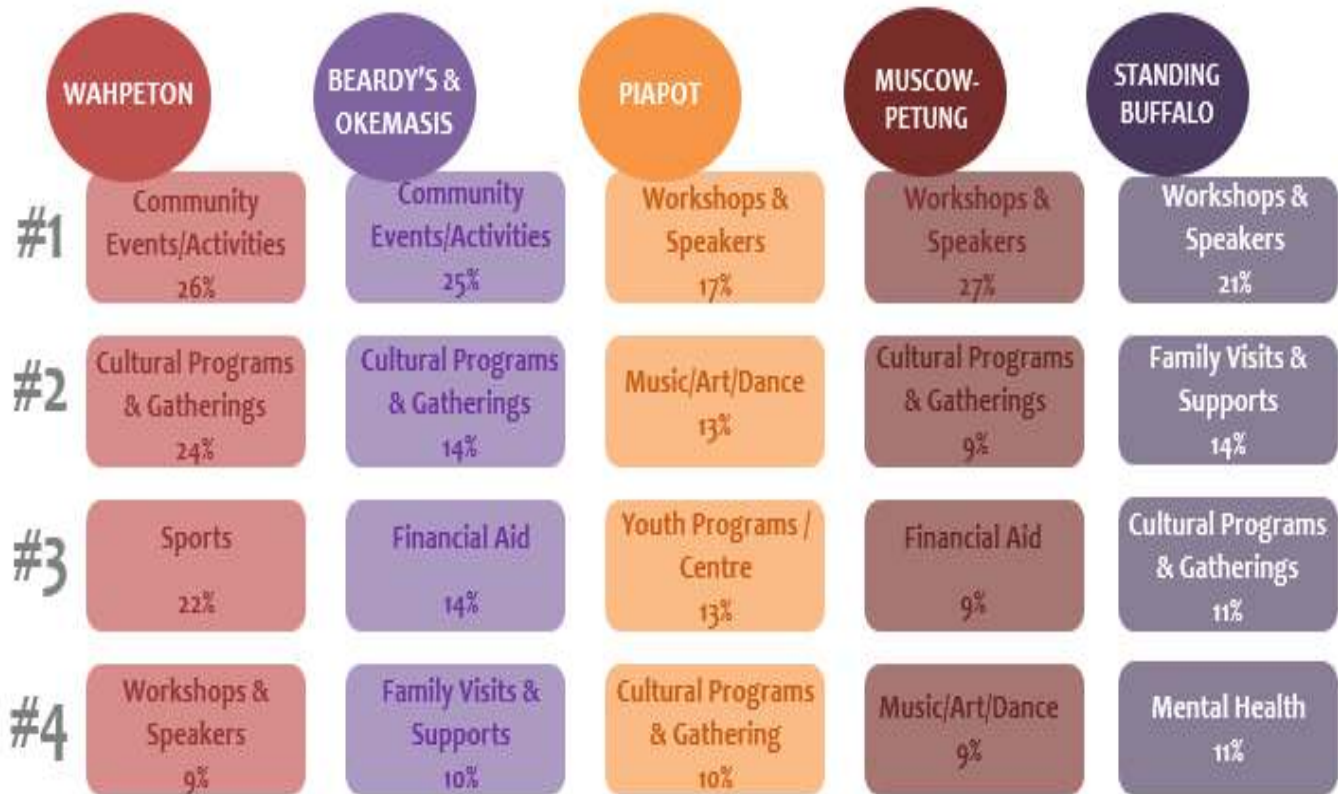 WAHPETON
BEARDY'S &
OKEMASIS
PIAPOT
MUSCOW-
PETUNG
STANDING
BUFFALO
#1
Community
Events/Activities
26%
Community
Events/Activities
25%
Workshops &
Speakers
17%
Workshops &
Speakers
27%
Workshops &
Speakers
21%
#2
Cultural Programs
& Gatherings
24%
Cultural Programs
& Gatherings
14%
Music/Art/Dance
13%
Cultural Programs
& Gatherings
9%
Family Visits &
Supports
14%
#3
Sports
22%
Financial Aid
14%
Youth Programs /
Centre
13%
Financial Aid
9%
Cultural Programs
& Gatherings
11%
#4
Workshops &
Speakers
9%
Family Visits &
Supports
10%
Cultural Programs
& Gathering
10%
Music/Art/Dance
9%
Mental Health
11%